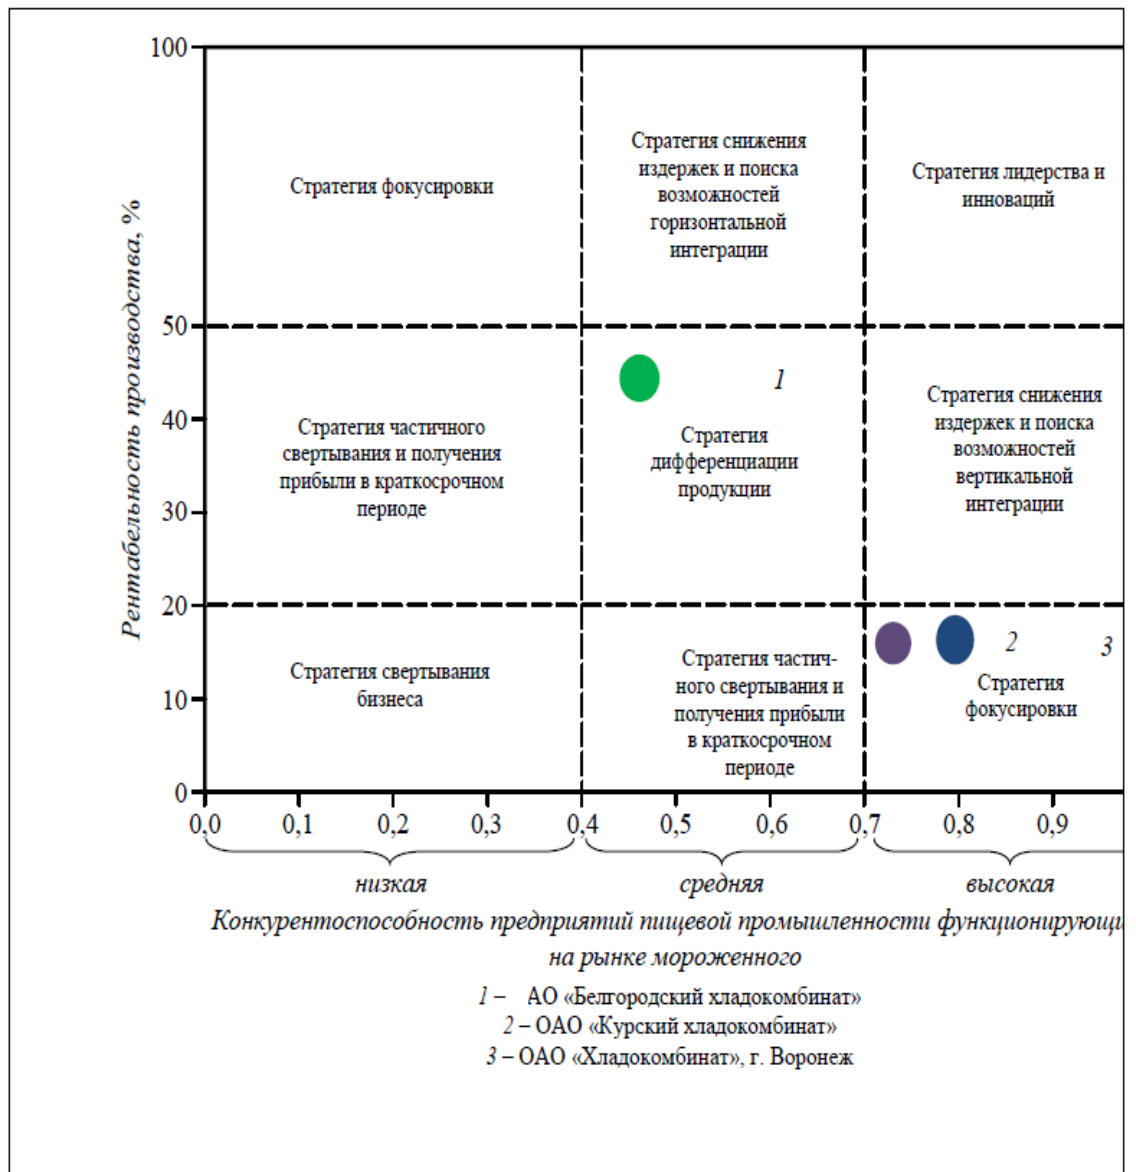 100
Стратегия фокусировки
Стратегия снижения
издержек и поиска
возможностей
горизонтальной
интеграции
Стратегия лидерства и
инноваций
Рентабельность производства, %
50
1
40
Стратегия частичного
свертывания и получения
прибыли в краткосрочном
периоде
Стратегия
дифференциации
продукции
Стратегия снижения
издержек и поиска
возможностей
вертикальной
интеграции
30
20
2
3
Стратегия свертывания
бизнеса
Стратегия частич-
ного свертывания и
получения прибыли
в краткосрочном
периоде
Стратегия
фокусировки
10
0
0,0 0,1 0,2 0,3 0,4 0,5 0,6 0,7 0,8 0,9
низкая средняя высокая
Конкурентоспособность предприятий пищевой промышленности функционирующи
на рынке мороженного
1 – АО «Белгородский хладокомбинат»
2 – ОАО «Курский хладокомбинат»
3 – ОАО «Хладокомбинат», г. Воронеж